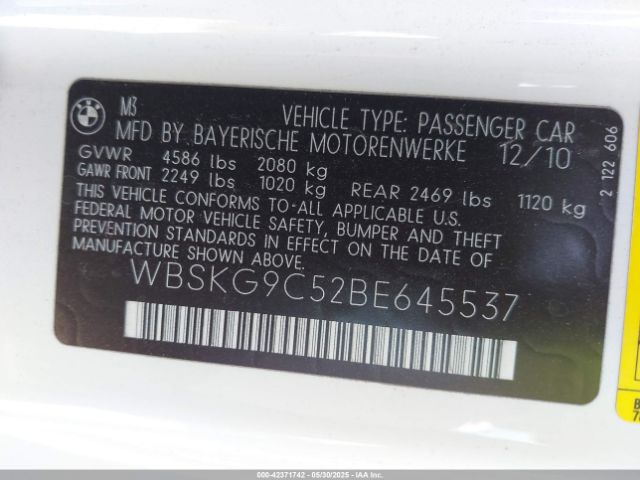 BMW
M3
VEHICLE TYPE: PASSENGER CAR
MFD BY BAYERISCHE MOTORENWERKE 12/10
GVWR 4586 lbs 2080 kg
GAWR FRONT 2249 lbs 1020 kg REAR 2469 lbs 1120 kg
THIS VEHICLE CONFORMS TO-ALL APPLICABLE U.S.
FEDERAL MOTOR VEHICLE SAFETY, BUMPER AND THEFT
PREVENTION STANDARDS IN EFFECT ON THE DATE OF
MANUFACTURE SHOWN ABOVE.
WBSKG9C52BE645537
2 122 606
000-42371742 - 05/30/2025 - IAAI.COM